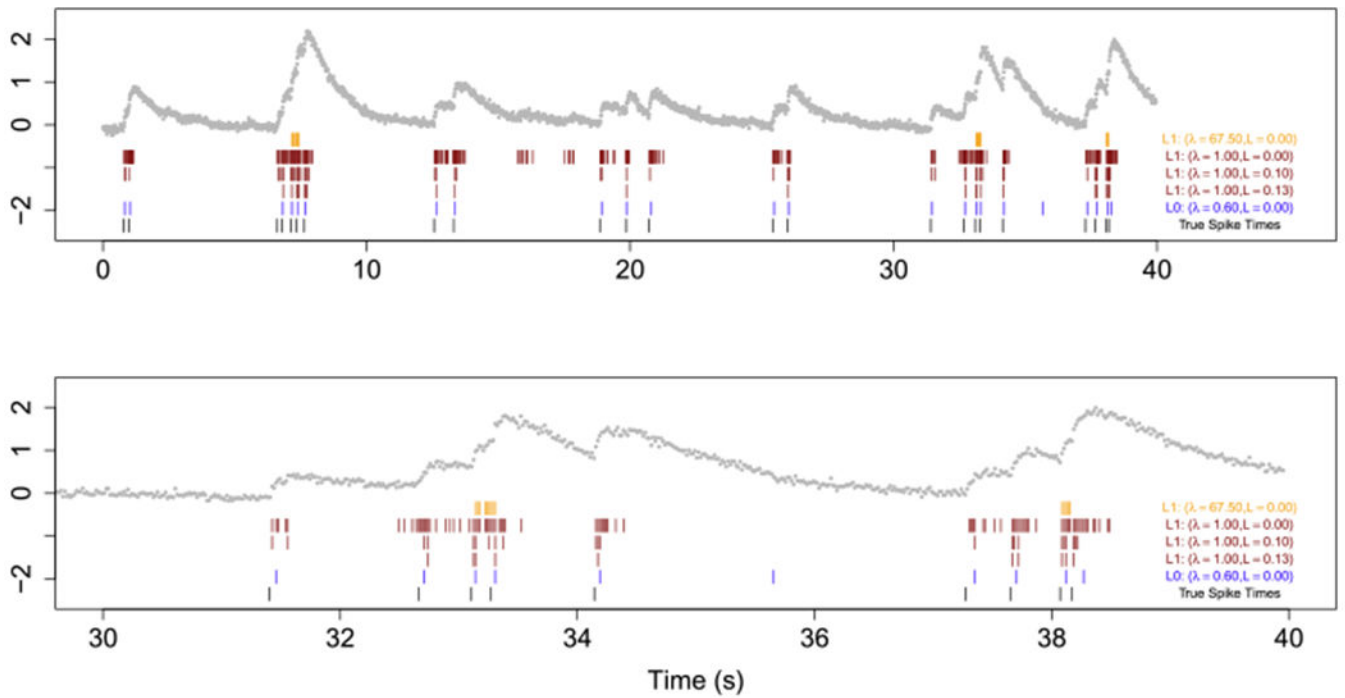 2
1
0
−2
L1: (λ = 67.50, L = 0.00)
L1: (λ = 1.00, L = 0.00)
L1: (λ = 1.00, L = 0.10)
L1: (λ = 1.00, L = 0.13)
L0: (λ = 0.60, L = 0.00)
True Spike Times
0 10 20 30 40
2
1
0
−2
L1: (λ = 67.50, L = 0.00)
L1: (λ = 1.00, L = 0.00)
L1: (λ = 1.00, L = 0.10)
L1: (λ = 1.00, L = 0.13)
L0: (λ = 0.60, L = 0.00)
True Spike Times
30 32 34 36 38 40
Time (s)